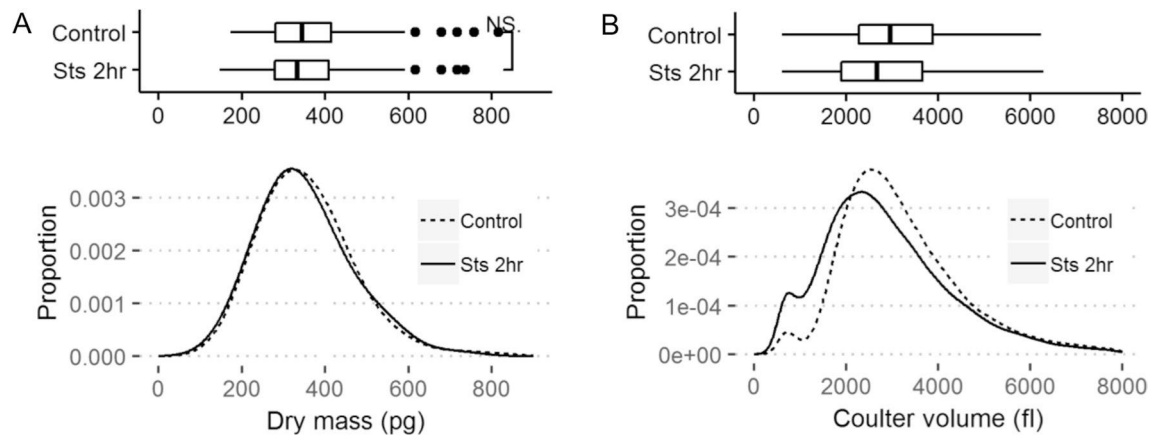 A
NS.
Control
Sts 2hr
0
200
400
600
800
Proportion
0.003
0.002
0.001
0.000
Control
Sts 2hr
0
200
400
600
800
Dry mass (pg)
B
Control
Sts 2hr
0
2000
4000
6000
8000
Proportion
3e-04
2e-04
1e-04
0e+00
Control
Sts 2hr
0
2000
4000
6000
8000
Coulter volume (fl)